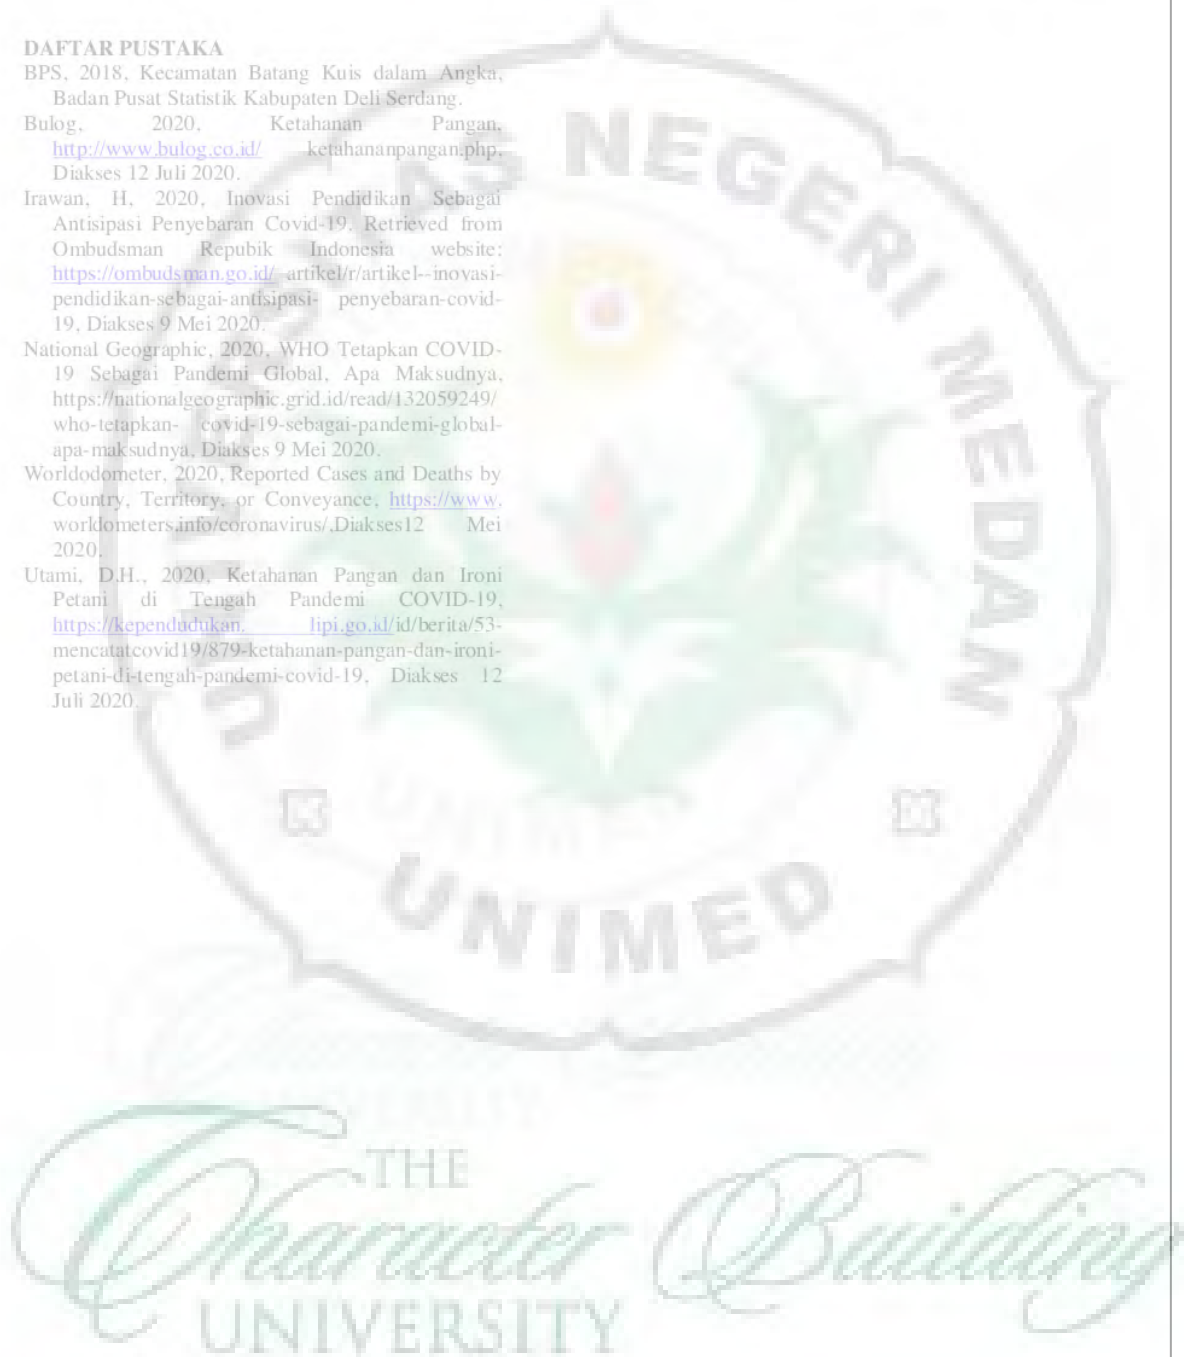 DAFTAR PUSTAKA
BPS, 2018, Kecamatan Batang Kuis dalam Angka,
Badan Pusat Statistik Kabupaten Deli Serdang.
Bulog, 2020, Ketahanan Pangan,
http://www.bulog.co.id/ ketahananpangan.php,
Diakses 12 Juli 2020.
Irawan, H, 2020, Inovasi Pendidikan Sebagai
Antisipasi Penyebaran Covid-19. Retrieved from
Ombudsman Repubik Indonesia website:
https://ombudsman.go.id/ artikel/r/artikel--inovasi-
pendidikan-sebagai-antisipasi- penyebaran-covid-
19, Diakses 9 Mei 2020.
National Geographic, 2020, WHO Tetapkan COVID-
19 Sebagai Pandemi Global, Apa Maksudnya,
https://nationalgeographic.grid.id/read/132059249/
who-tetapkan- covid-19-sebagai-pandemi-global-
apa-maksudnya, Diakses 9 Mei 2020.
Worldodometer, 2020, Reported Cases and Deaths by
Country, Territory, or Conveyance, https://www.
worldometers.info/coronavirus/,Diakses12 Mei
2020.
Utami, D.H., 2020, Ketahanan Pangan dan Ironi
Petani di Tengah Pandemi COVID-19,
https://kependudukan. lipi.go.id/id/berita/53-
mencatatcovid19/879-ketahanan-pangan-dan-ironi-
petani-di-tengah-pandemi-covid-19, Diakses 12
Juli 2020.
UNIVERSITAS NEGERI MEDAN
UNIMED
UNIMED
THE
Character Building
UNIVERSITY